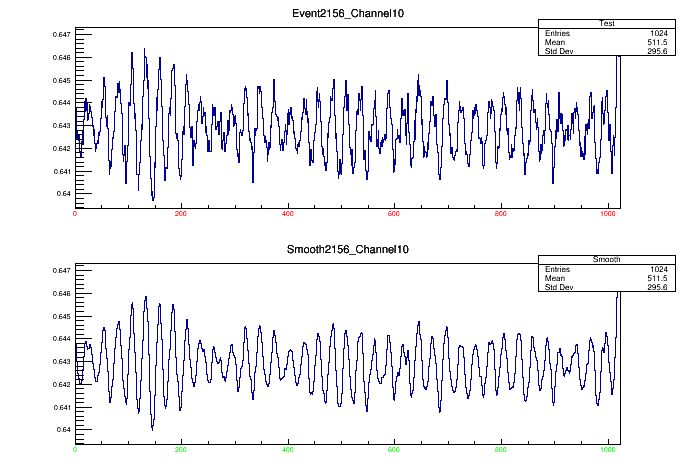 Event2156_Channel10
Test
Entries 1024
Mean 511.5
Std Dev 295.6
0.647
0.646
0.645
0.644
0.643
0.642
0.641
0.64
0 200 400 600 800 1000
Smooth2156_Channel10
Smooth
Entries 1024
Mean 511.5
Std Dev 295.6
0.647
0.646
0.645
0.644
0.643
0.642
0.641
0.64
0 200 400 600 800 1000